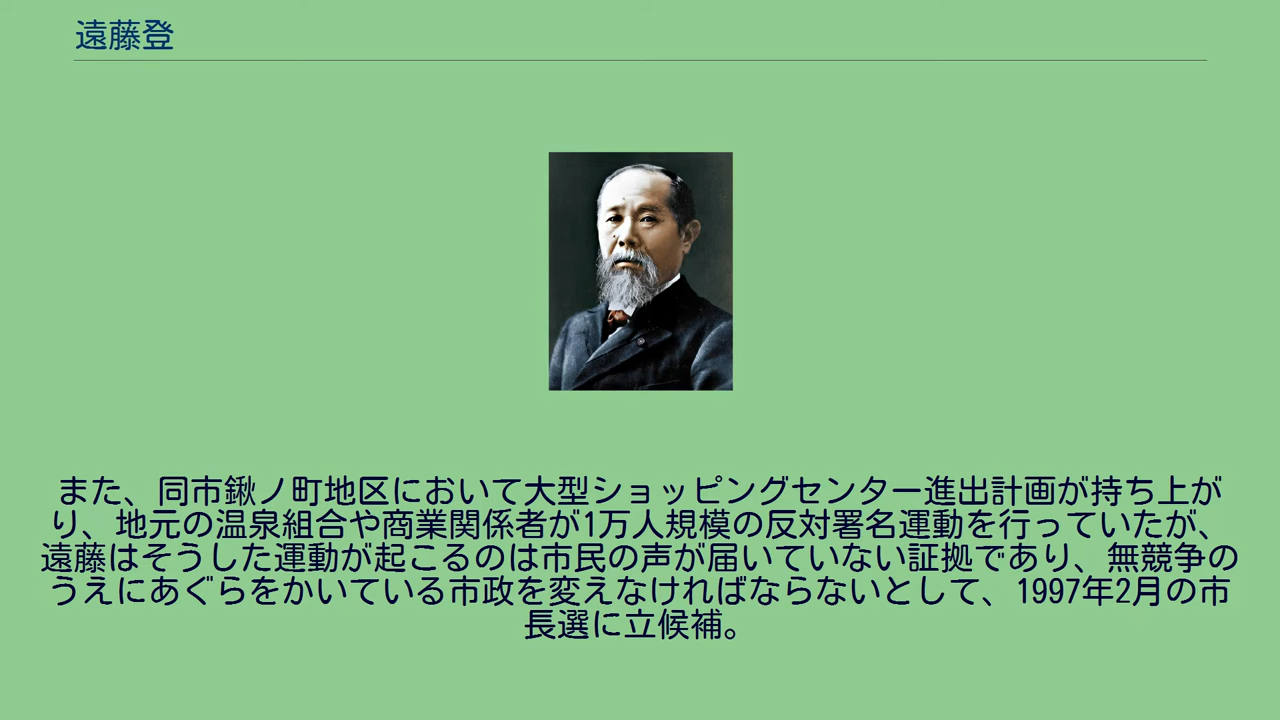 遠藤登
また、同市鍬ノ町地区において大型ショッピングセンター進出計画が持ち上が
り、地元の温泉組合や商業関係者が1万人規模の反対署名運動を行っていたが、
遠藤はそうした運動が起こるのは市民の声が届いていない証拠であり、無競争の
うえにあぐらをかいている市政を変えなければならないとして、1997年2月の市
長選に立候補。